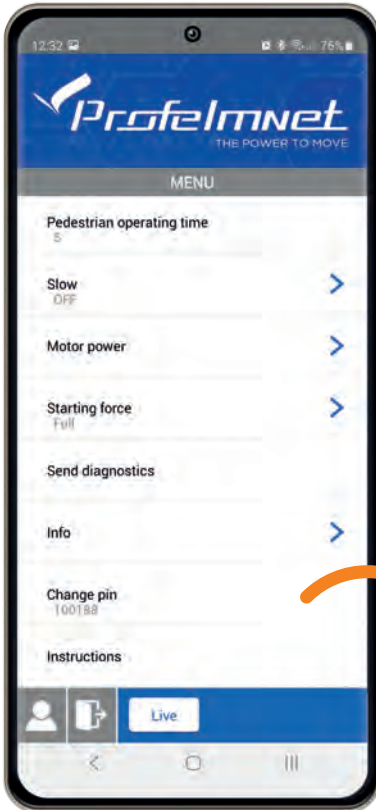 12:32
76%
Profelmnet
THE POWER TO MOVE
MENU
Pedestrian operating time
5
Slow
OFF
Motor power
Starting force
Full
Send diagnostics
Info
Change pin
100188
Instructions
Live